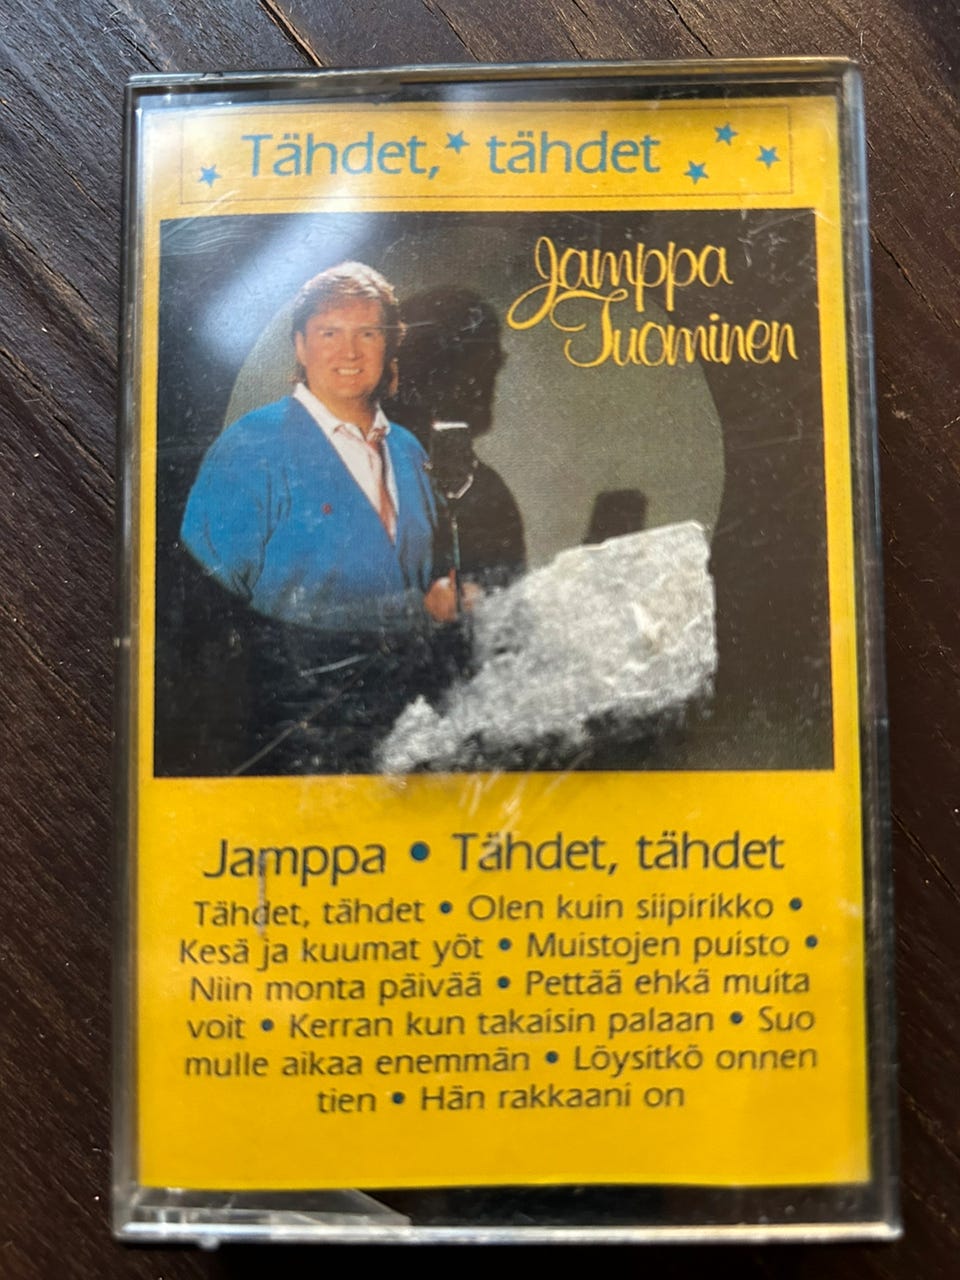 Tähdet, tähdet
Jamppa
Tuominen
Jamppa • Tähdet, tähdet
Tähdet, tähdet • Olen kuin siipirikko •
Kesä ja kuumat yöt • Muistojen puisto •
Niin monta päivää • Pettää ehkä muita
voit • Kerran kun takaisin palaan • Suo
mulle aikaa enemmän • Löysitkö onnen
tien • Hän rakkaani on